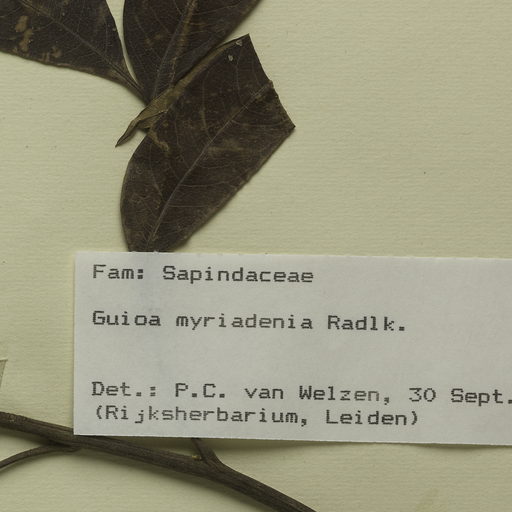 Fam: Sapindaceae
Guioa myriadenia Radlk.
Det.: P.C. van Welzen, 30 Sept.
(Rijksherbarium, Leiden)